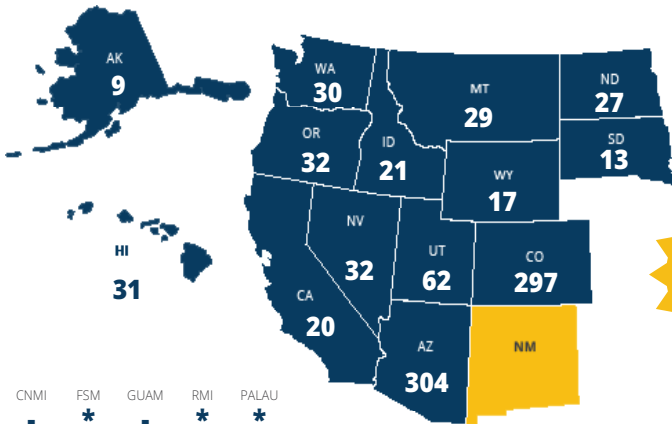 AK
9
WA
30
MT
29
ND
27
OR
32
ID
21
SD
13
WY
17
HI
31
NV
32
UT
62
CO
297
CA
20
AZ
304
NM
CNMI FSM GUAM RMI PALAU
- * - * *